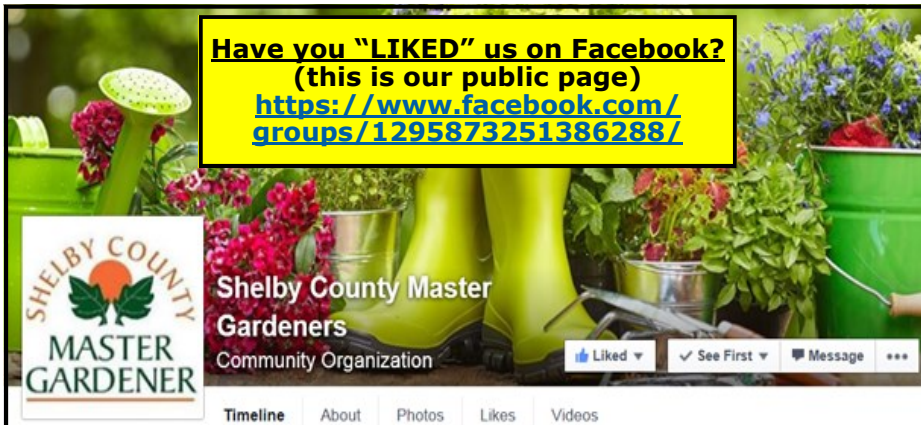 Have you “LIKED” us on Facebook?
(this is our public page)
https://www.facebook.com/
groups/1295873251386288/
SHELBY COUNTY
MASTER
GARDENER
Shelby County Master
Gardeners
Community Organization
Liked
See First
Message
Timeline About Photos Likes Videos